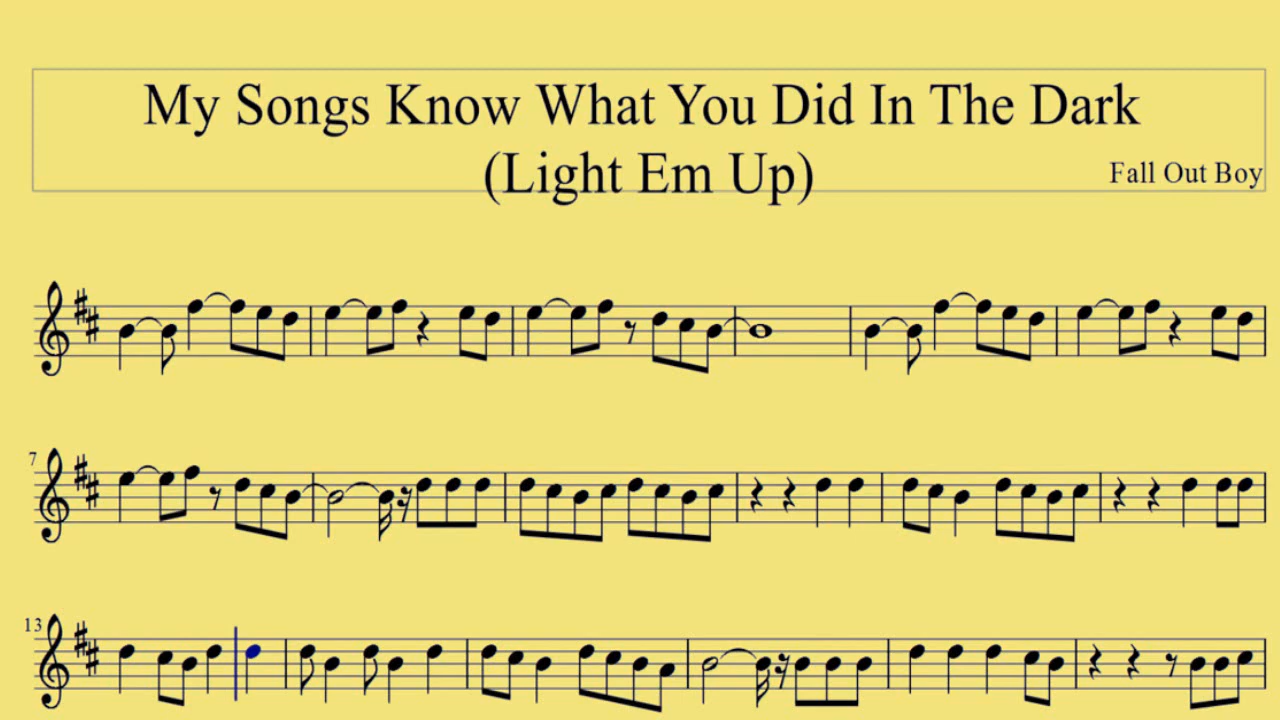 My Songs Know What You Did In The Dark
(Light Em Up)
Fall Out Boy
7
13